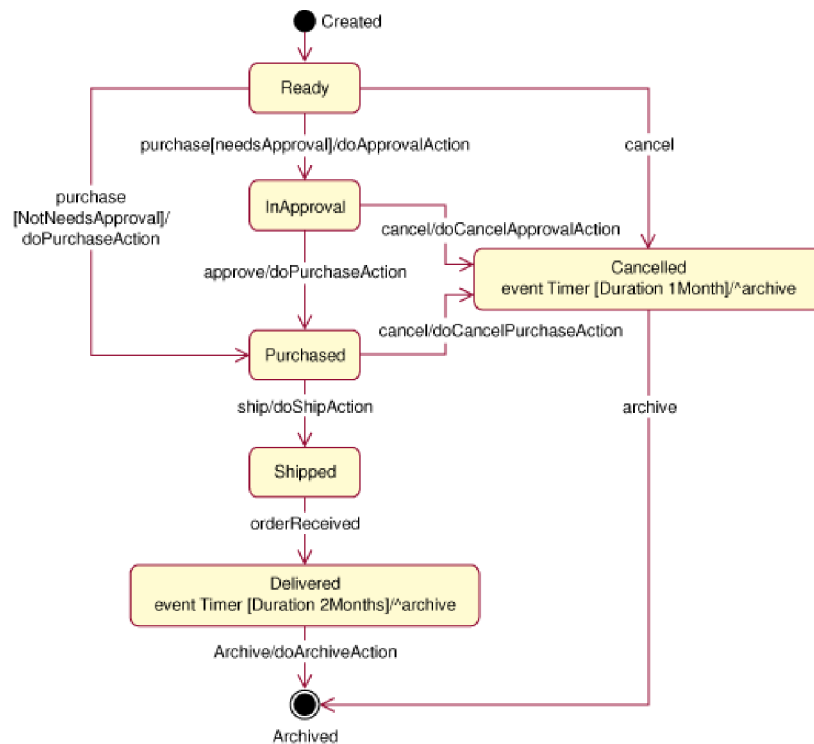 Created
Ready
purchase[needsApproval]/doApprovalAction
cancel
purchase
[NotNeedsApproval]/
doPurchaseAction
InApproval
cancel/doCancelApprovalAction
approve/doPurchaseAction
Cancelled
event Timer [Duration 1Month]/^archive
cancel/doCancelPurchaseAction
Purchased
ship/doShipAction
archive
Shipped
orderReceived
Delivered
event Timer [Duration 2Months]/^archive
Archive/doArchiveAction
Archived